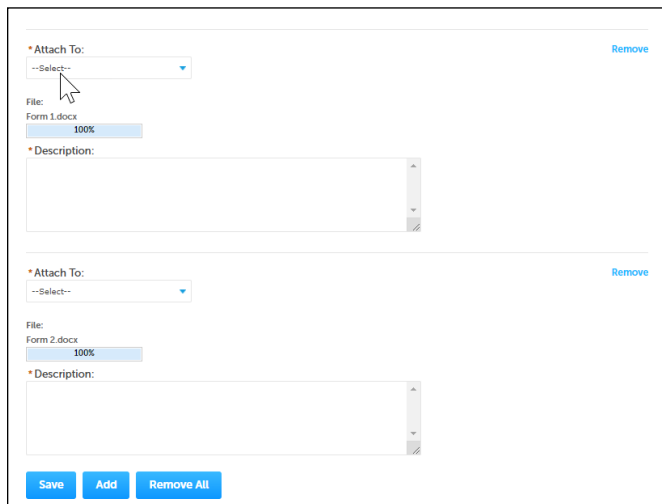 *Attach To:
Remove
--Select--
File:
Form 1.docx
100%
*Description:
*Attach To:
Remove
--Select--
File:
Form 2.docx
100%
*Description:
Save Add Remove All